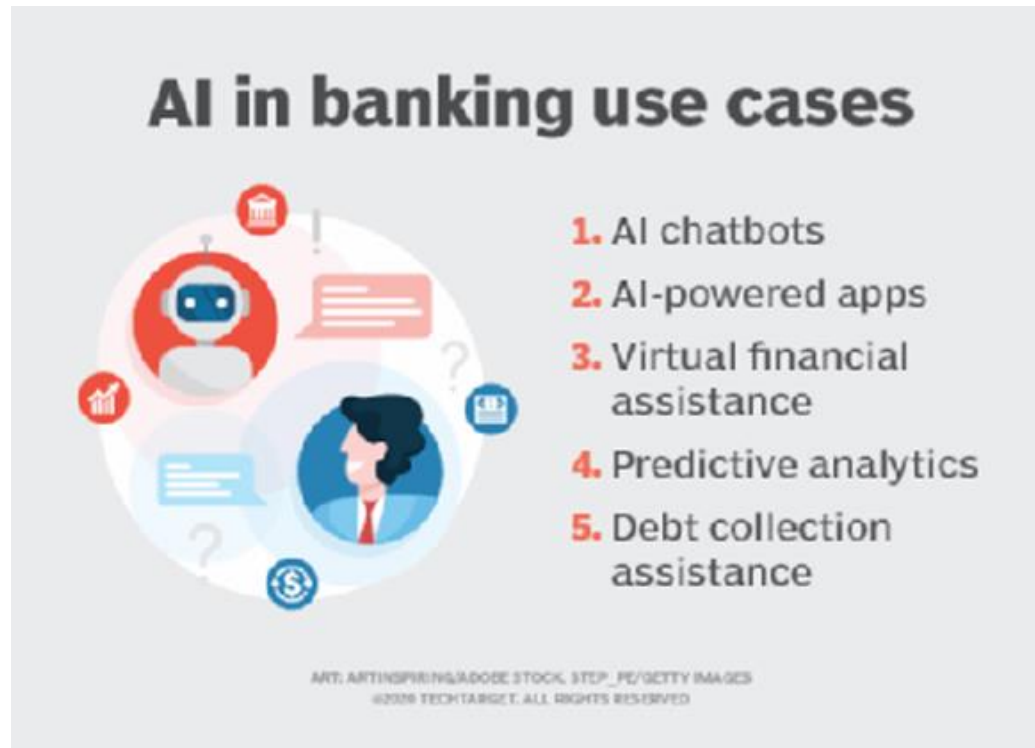 AI in banking use cases
1. AI chatbots
2. AI-powered apps
3. Virtual financial
assistance
4. Predictive analytics
5. Debt collection
assistance
ART: ARTINSPIRING/ADOBE STOCK, STEP_PE/GETTY IMAGES
©2020 TECHTARGET. ALL RIGHTS RESERVED